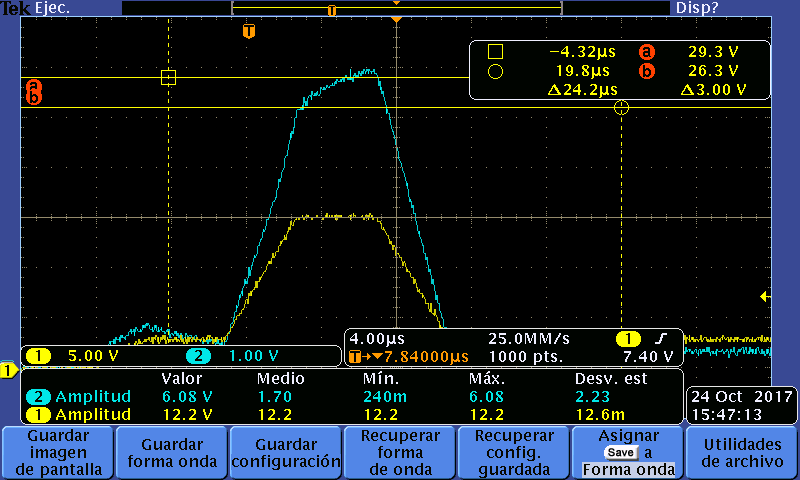 Tek Ejec. Disp?
T
T
−4.32µs a 29.3 V
19.8µs b 26.3 V
Δ24.2µs Δ3.00 V
a
b
1 5.00 V 2 1.00 V
4.00µs 25.0MM/s 1
T→▼7.84000µs 1000 pts. 7.40 V
1
Valor Medio Mín. Máx. Desv. est
2 Amplitud 6.08 V 1.70 240m 6.08 2.23
1 Amplitud 12.2 V 12.2 12.2 12.2 12.6m
24 Oct 2017
15:47:13
Guardar imagen de pantalla
Guardar forma onda
Guardar configuración
Recuperar forma de onda
Recuperar config. guardada
Asignar Save a Forma onda
Utilidades de archivo